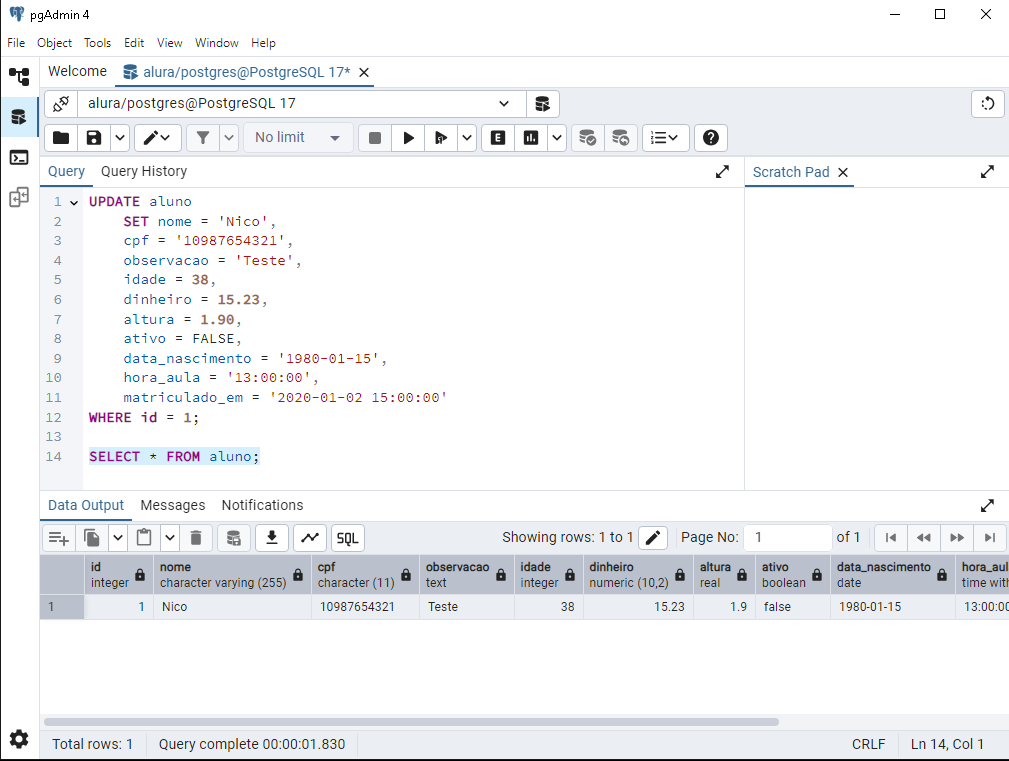 pgAdmin 4
File Object Tools Edit View Window Help
Welcome alura/postgres@PostgreSQL 17*
alura/postgres@PostgreSQL 17
No limit E
Query Query History Scratch Pad
1 UPDATE aluno
2 SET nome = 'Nico',
3 cpf = '10987654321',
4 observacao = 'Teste',
5 idade = 38,
6 dinheiro = 15.23,
7 altura = 1.90,
8 ativo = FALSE,
9 data_nascimento = '1980-01-15',
10 hora_aula = '13:00:00',
11 matriculado_em = '2020-01-02 15:00:00'
12 WHERE id = 1;
13
14 SELECT * FROM aluno;
Data Output Messages Notifications
SQL Showing rows: 1 to 1 Page No: 1 of 1
id nome cpf observacao idade dinheiro altura ativo data_nascimento hora_aul
integer character varying (255) character (11) text integer numeric (10,2) real boolean date time with
1 1 Nico 10987654321 Teste 38 15.23 1.9 false 1980-01-15 13:00:00
Total rows: 1 Query complete 00:00:01.830 CRLF Ln 14, Col 1